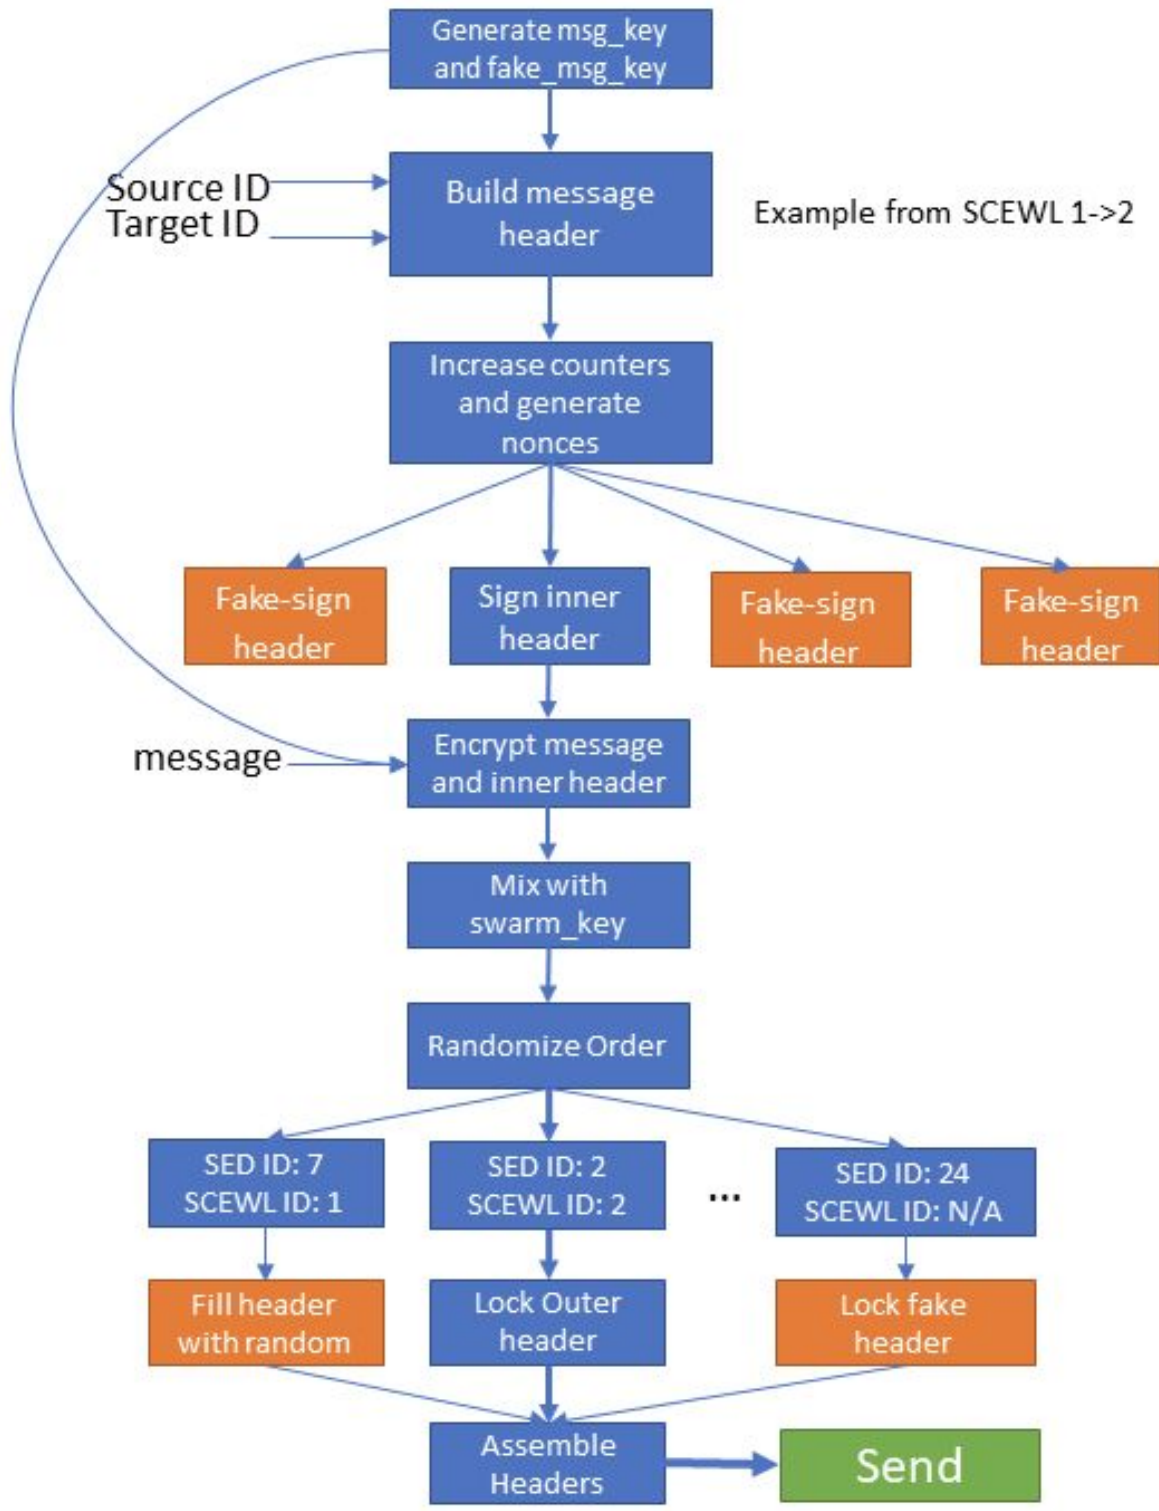 Generate msg_key
and fake_msg_key
Source ID
Target ID
Build message
header
Example from SCEWL 1->2
Increase counters
and generate
nonces
Fake-sign
header
Sign inner
header
Fake-sign
header
Fake-sign
header
message
Encrypt message
and inner header
Mix with
swarm_key
Randomize Order
SED ID: 7
SCEWL ID: 1
SED ID: 2
SCEWL ID: 2
...
SED ID: 24
SCEWL ID: N/A
Fill header
with random
Lock Outer
header
Lock fake
header
Assemble
Headers
Send